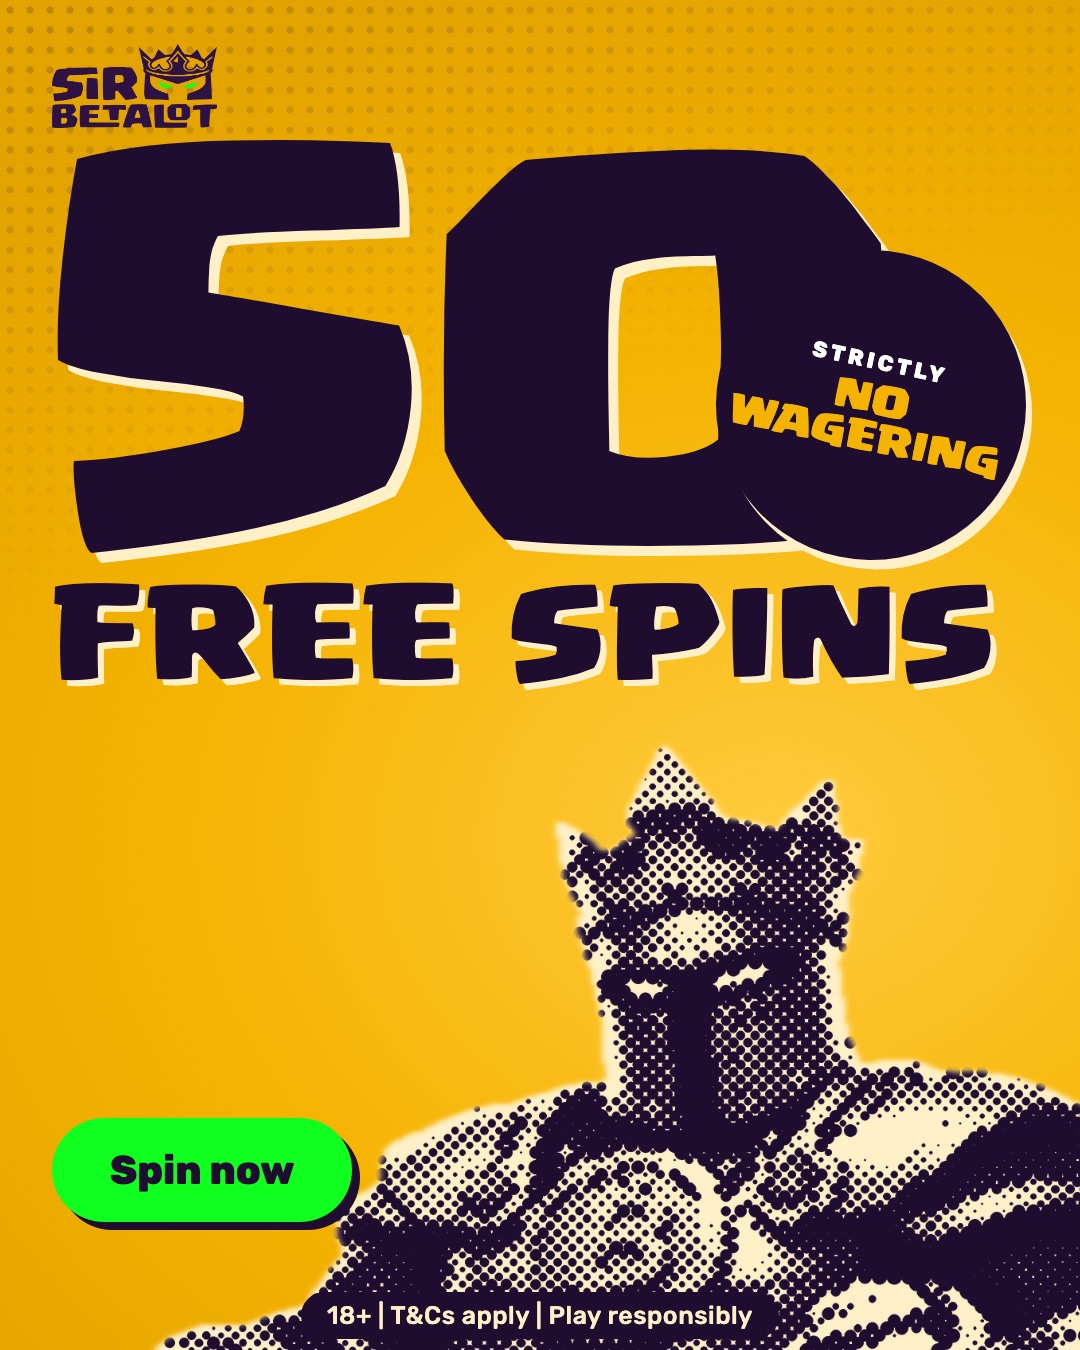 SiR
BETALOT
50
STRICTLY
NO
WAGERING
FREE SPINS
Spin now
18+ | T&Cs apply | Play responsibly